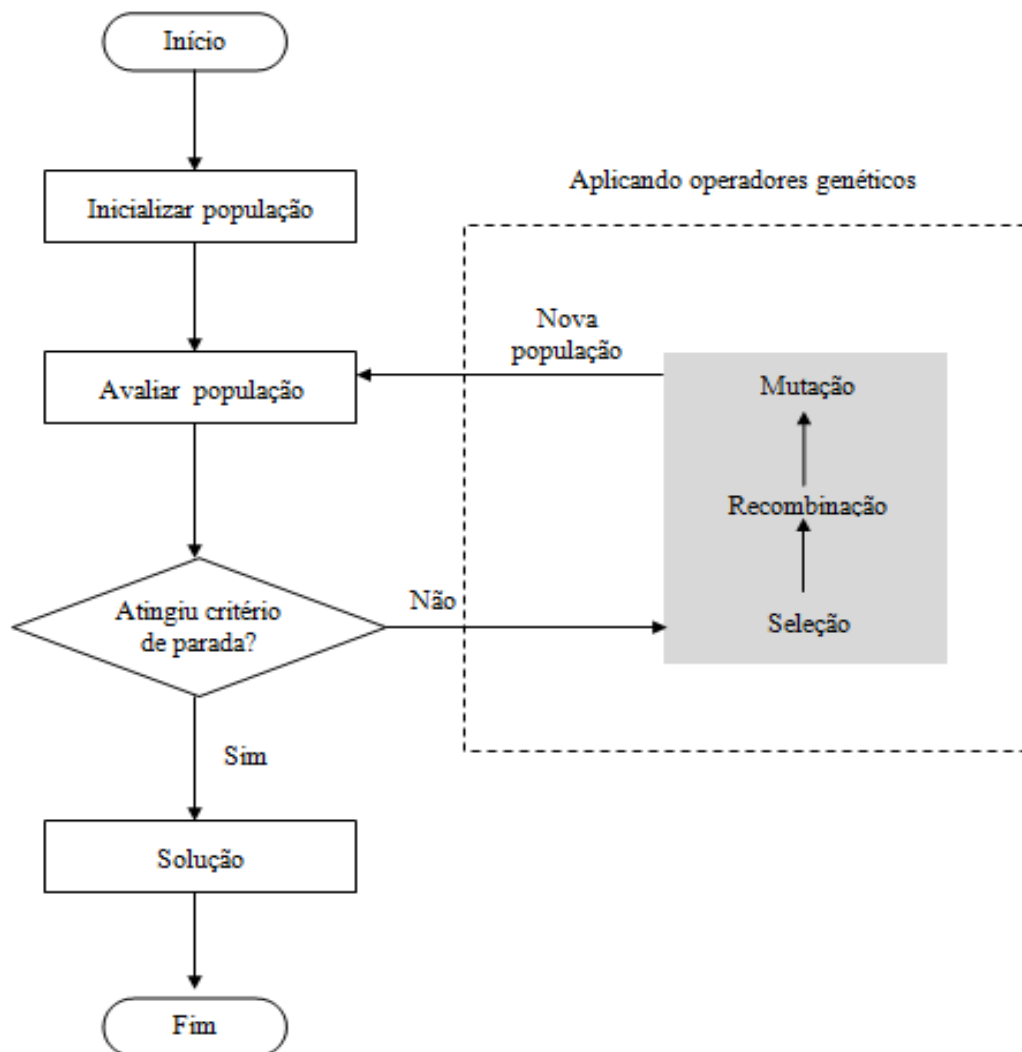 Início
Inicializar população
Aplicando operadores genéticos
Nova
população
Avaliar população
Mutação
Recombinação
Seleção
Não
Atingiu critério
de parada?
Sim
Solução
Fim